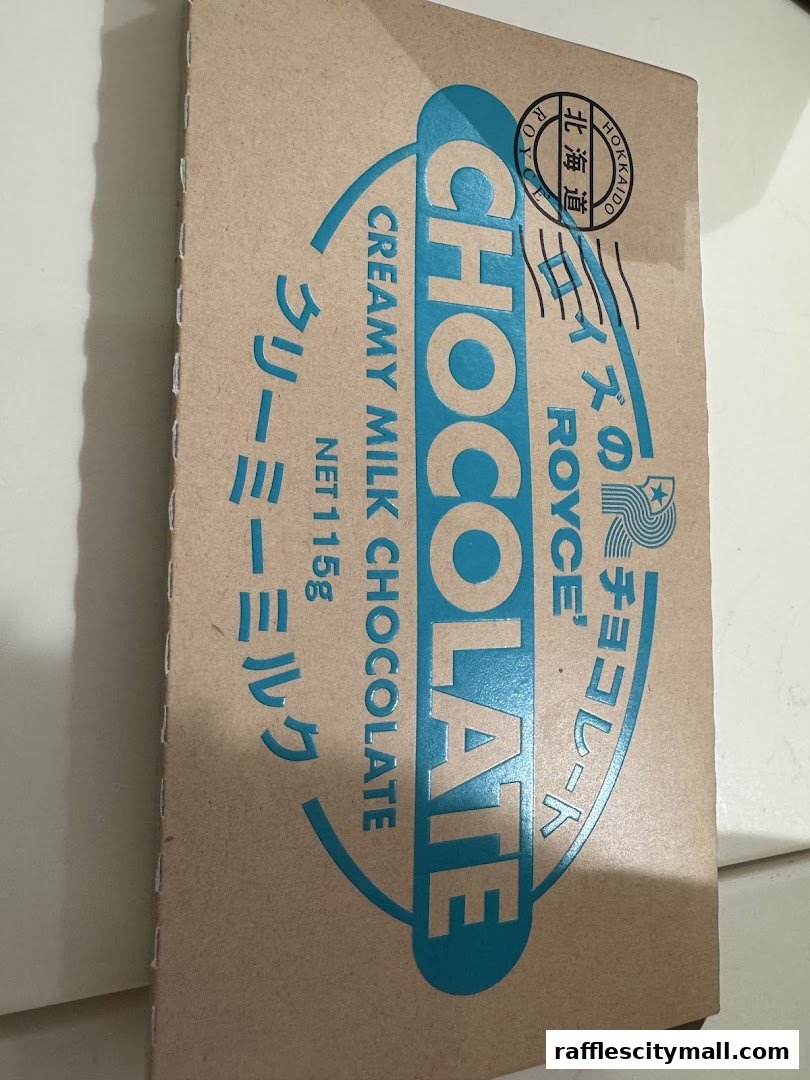 HOKKAIDO
北海道
ROYCE'
ロイズのチョコレート
ROYCE'
CHOCOLATE
CREAMY MILK CHOCOLATE
NET 115g
クリーミーミルク
rafflescitymall.com